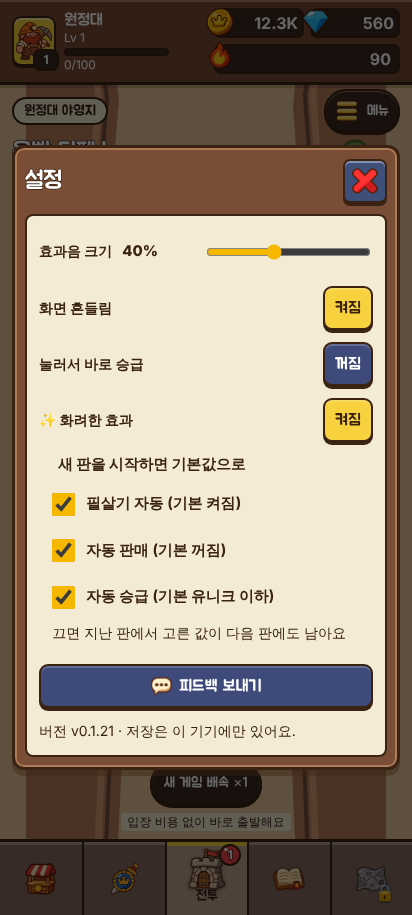 원정대
Lv 1
1
0/100
12.3K
560
90
원정대 야영지
메뉴
설정
효과음 크기 40%
화면 흔들림
켜짐
눌러서 바로 승급
꺼짐
✨ 화려한 효과
켜짐
새 판을 시작하면 기본값으로
필살기 자동 (기본 켜짐)
자동 판매 (기본 꺼짐)
자동 승급 (기본 유니크 이하)
끄면 지난 판에서 고른 값이 다음 판에도 남아요
💬 피드백 보내기
버전 v0.1.21 · 저장은 이 기기에만 있어요.
새 게임 배속 ×1
입장 비용 없이 바로 출발해요
1
전투